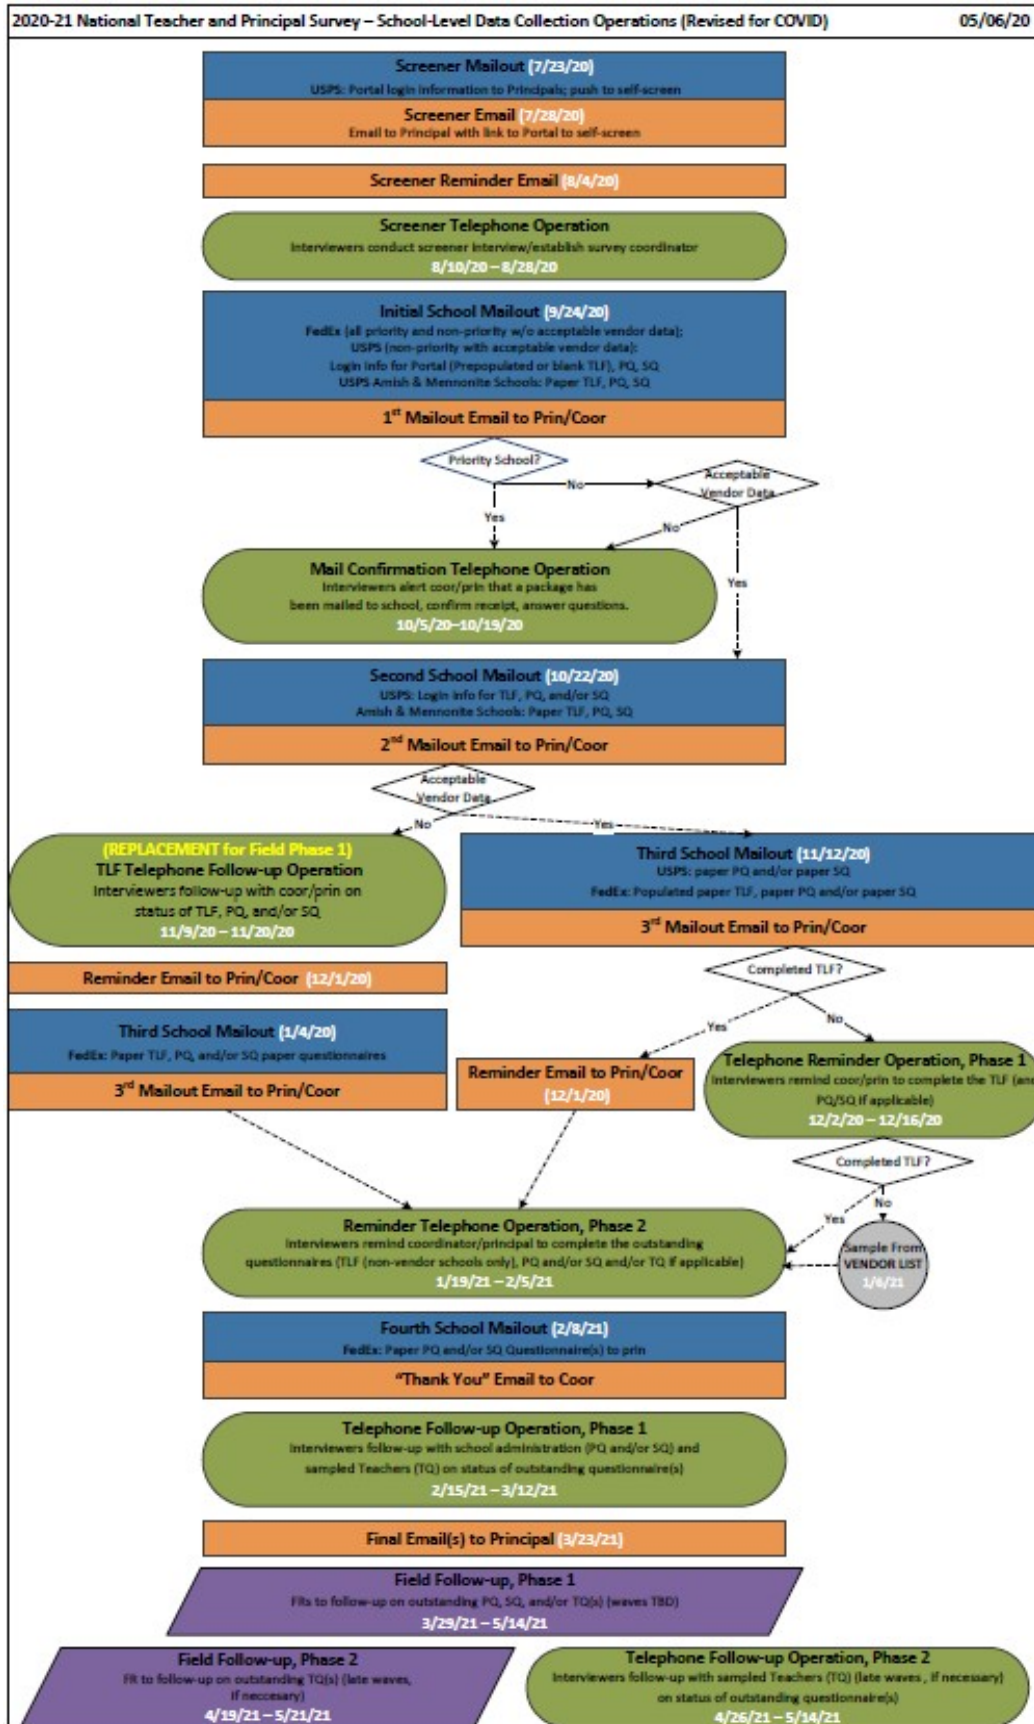 2020-21 National Teacher and Principal Survey – School-Level Data Collection Operations (Revised for COVID) 05/06/20
Screener Mailout (7/23/20)
USPS: Portal login information to Principals; push to self-screen
Screener Email (7/28/20)
Email to Principal with link to Portal to self-screen
Screener Reminder Email (8/4/20)
Screener Telephone Operation
Interviewers conduct screener interview/establish survey coordinator
8/10/20 – 8/28/20
Initial School Mailout (9/24/20)
FedEx (all priority and non-priority w/o acceptable vendor data);
USPS (non-priority with acceptable vendor data):
Login info for Portal (Prepopulated or blank TLF), PQ, SQ
USPS Amish & Mennonite Schools: Paper TLF, PQ, SQ
1st Mailout Email to Prin/Coor
Priority School?
No
Acceptable
Vendor Data
Yes
No
Yes
Mail Confirmation Telephone Operation
Interviewers alert coor/prin that a package has
been mailed to school, confirm receipt, answer questions.
10/5/20–10/19/20
Second School Mailout (10/22/20)
USPS: Login info for TLF, PQ, and/or SQ
Amish & Mennonite Schools: Paper TLF, PQ, SQ
2nd Mailout Email to Prin/Coor
Acceptable
Vendor Data
No
Yes
(REPLACEMENT for Field Phase 1)
TLF Telephone Follow-up Operation
Interviewers follow-up with coor/prin on
status of TLF, PQ, and/or SQ
11/9/20 – 11/20/20
Third School Mailout (11/12/20)
USPS: paper PQ and/or paper SQ
FedEx: Populated paper TLF, paper PQ and/or paper SQ
3rd Mailout Email to Prin/Coor
Reminder Email to Prin/Coor (12/1/20)
Completed TLF?
Yes
No
Third School Mailout (1/4/20)
FedEx: Paper TLF, PQ, and/or SQ paper questionnaires
3rd Mailout Email to Prin/Coor
Reminder Email to Prin/Coor
(12/1/20)
Telephone Reminder Operation, Phase 1
Interviewers remind coor/prin to complete the TLF (and
PQ/SQ if applicable)
12/2/20 – 12/16/20
Completed TLF?
Yes
No
Reminder Telephone Operation, Phase 2
Interviewers remind coordinator/principal to complete the outstanding
questionnaires (TLF (non-vendor schools only), PQ and/or SQ and/or TQ if applicable)
1/19/21 – 2/5/21
Sample From
VENDOR LIST
1/6/21
Fourth School Mailout (2/8/21)
FedEx: Paper PQ and/or SQ Questionnaire(s) to prin
“Thank You” Email to Coor
Telephone Follow-up Operation, Phase 1
Interviewers follow-up with school administration (PQ and/or SQ) and
sampled Teachers (TQ) on status of outstanding questionnaire(s)
2/15/21 – 3/12/21
Final Email(s) to Principal (3/23/21)
Field Follow-up, Phase 1
FRs to follow-up on outstanding PQ, SQ, and/or TQ(s) (waves TBD)
3/29/21 – 5/14/21
Field Follow-up, Phase 2
FR to follow-up on outstanding TQ(s) (late waves,
if neccesary)
4/19/21 – 5/21/21
Telephone Follow-up Operation, Phase 2
Interviewers follow-up with sampled Teachers (TQ) (late waves , if necessary)
on status of outstanding questionnaire(s)
4/26/21 – 5/14/21